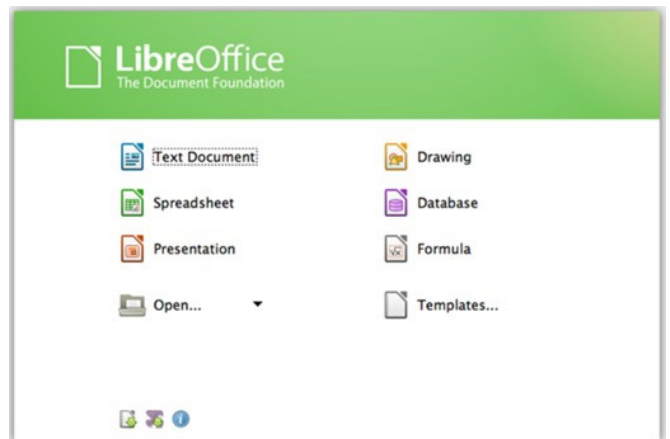 LibreOffice
The Document Foundation
Text Document
Drawing
Spreadsheet
Database
Presentation
Formula
Open...
Templates...